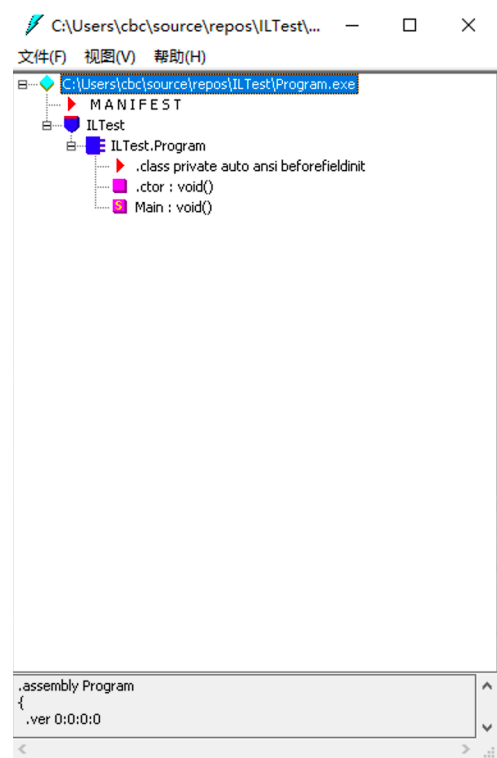 C:\Users\cbc\source\repos\ILTest\...
文件(F) 视图(V) 帮助(H)
C:\Users\cbc\source\repos\ILTest\Program.exe
MANIFEST
ILTest
ILTest.Program
.class private auto ansi beforefieldinit
.ctor : void()
S Main : void()
.assembly Program
{
.ver 0:0:0:0